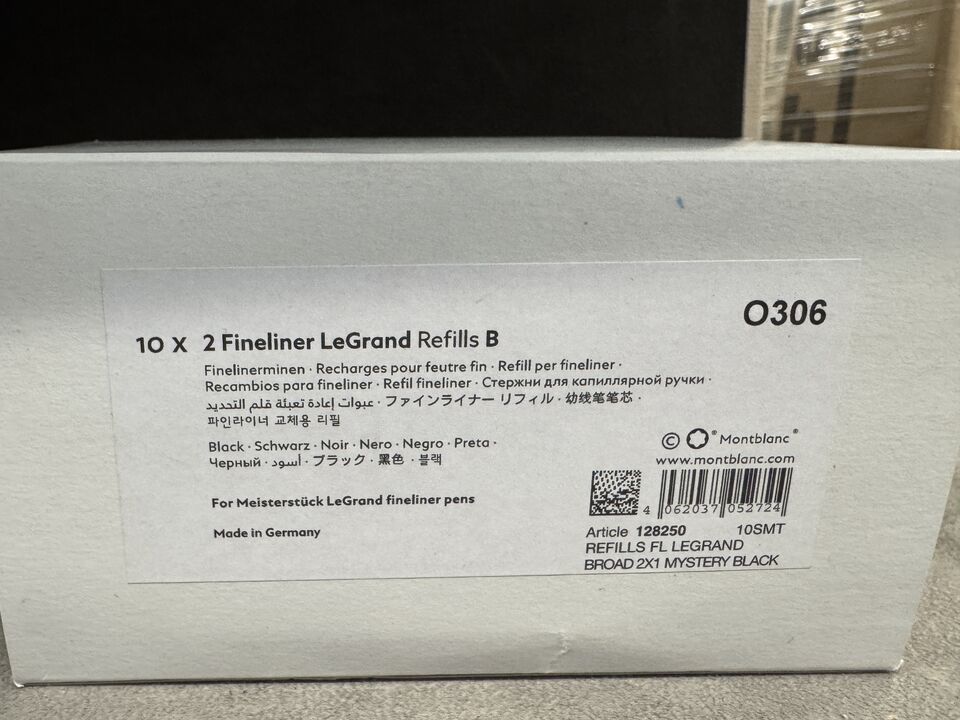 O306
10 X 2 Fineliner LeGrand Refills B
Finelinerminen · Recharges pour feutre fin · Refill per fineliner ·
Recambios para fineliner · Refil fineliner · Стержни для капиллярной ручки ·
عبوات إعادة تعبئة قلم التحديد · ファインライナー リフィル · 幼线笔笔芯 ·
파인라이너 교체용 리필
Black · Schwarz · Noir · Nero · Negro · Preta ·
Черный · أسود · ブラック · 黑色 · 블랙
© ® Montblanc®
www.montblanc.com
For Meisterstück LeGrand fineliner pens
4 062037 052724
Made in Germany
Article 128250 10SMT
REFILLS FL LEGRAND
BROAD 2X1 MYSTERY BLACK